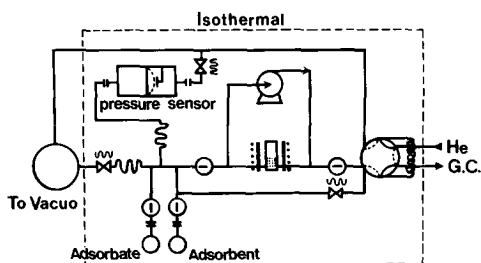 Isothermal
pressure sensor
He
G.C.
To Vacuo
Adsorbate
Adsorbent